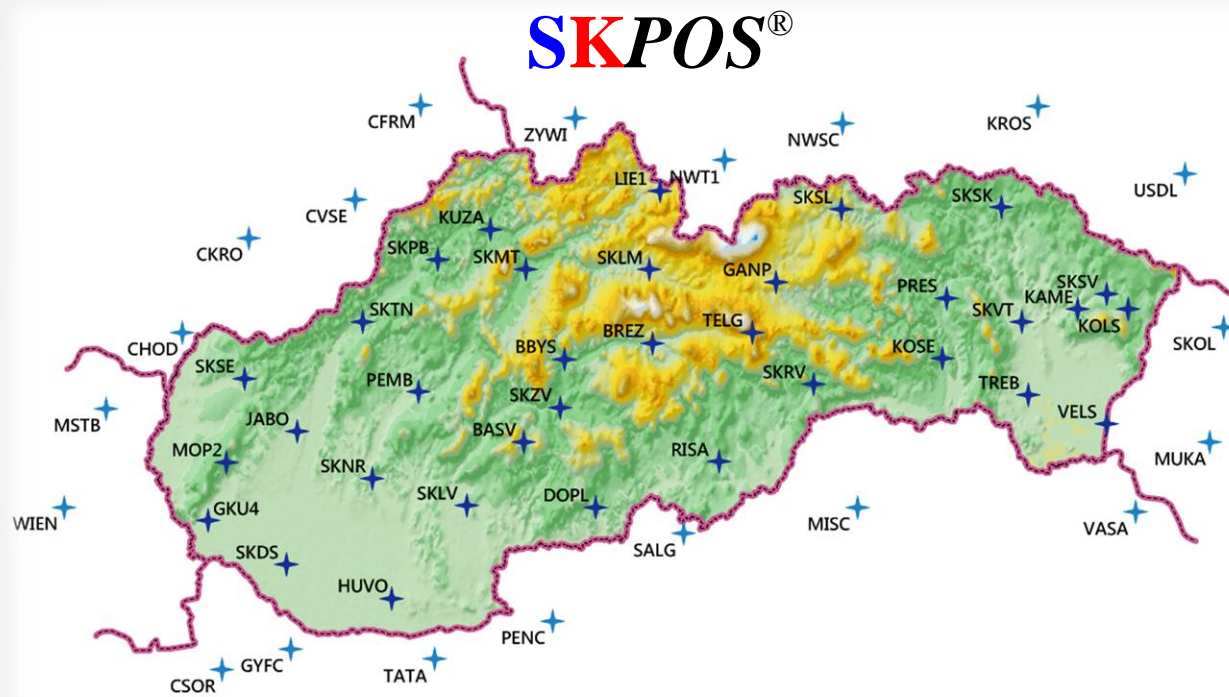 SKPOS®
CFRM
ZYWI
NWSC
KROS
LIE1
NWT1
USDL
CVSE
KUZA
SKSL
SKSK
CKRO
SKPB
SKMT
SKLM
GANP
PRES
KAME
SKSV
SKTN
SKVT
KOLS
CHOD
BREZ
TELG
SKOL
SKSE
BBYS
KOSE
PEMB
SKZV
SKRV
TREB
MSTB
JABO
BASV
VELS
MOP2
SKNR
RISA
MUKA
WIEN
GKU4
SKLV
DOPL
MISC
VASA
SKDS
SALG
HUVO
PENC
GYFC
TATA
CSOR